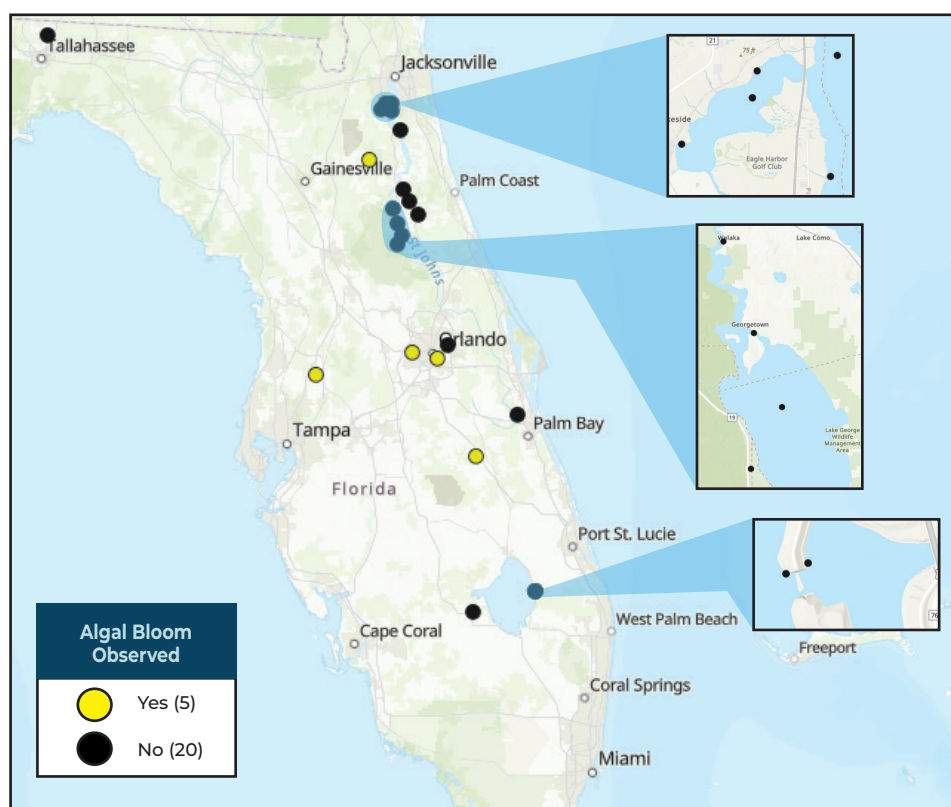 Tallahassee
Jacksonville
21
75 ft
keside
Eagle Harbor
Golf Club
Gainesville
Palm Coast
St Johns
Welaka
Lake Como
Georgetown
19
Lake George
Wildlife
Management
Area
Orlando
Tampa
Palm Bay
Florida
Port St. Lucie
76
Algal Bloom
Observed
Yes (5)
No (20)
Cape Coral
West Palm Beach
Freeport
Coral Springs
Miami